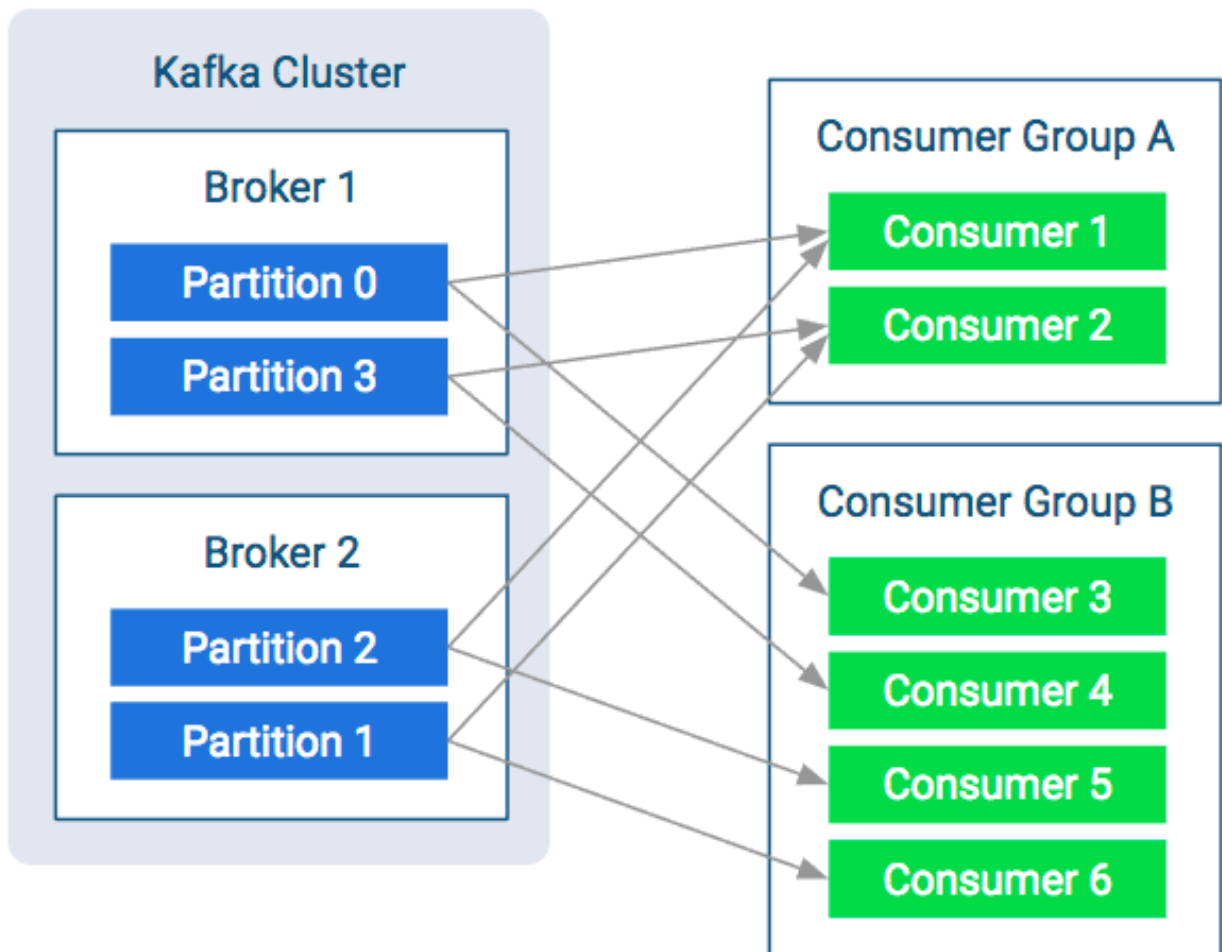 Kafka Cluster
Broker 1
Partition 0
Partition 3
Broker 2
Partition 2
Partition 1
Consumer Group A
Consumer 1
Consumer 2
Consumer Group B
Consumer 3
Consumer 4
Consumer 5
Consumer 6